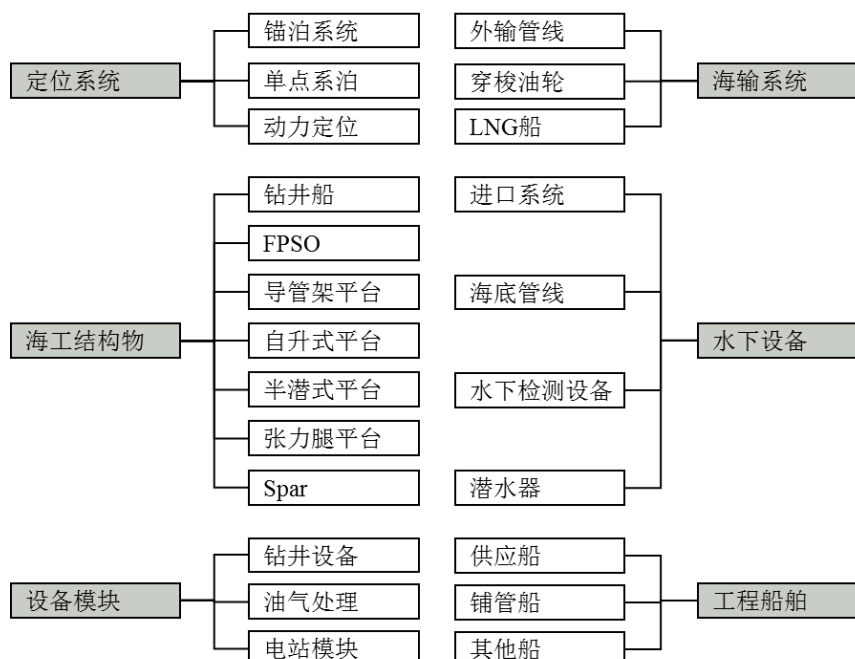 锚泊系统
外输管线
定位系统
单点系泊
穿梭油轮
海输系统
动力定位
LNG船
钻井船
进口系统
FPSO
导管架平台
海底管线
海工结构物
自升式平台
水下设备
半潜式平台
水下检测设备
张力腿平台
Spar
潜水器
钻井设备
供应船
设备模块
油气处理
铺管船
工程船舶
电站模块
其他船